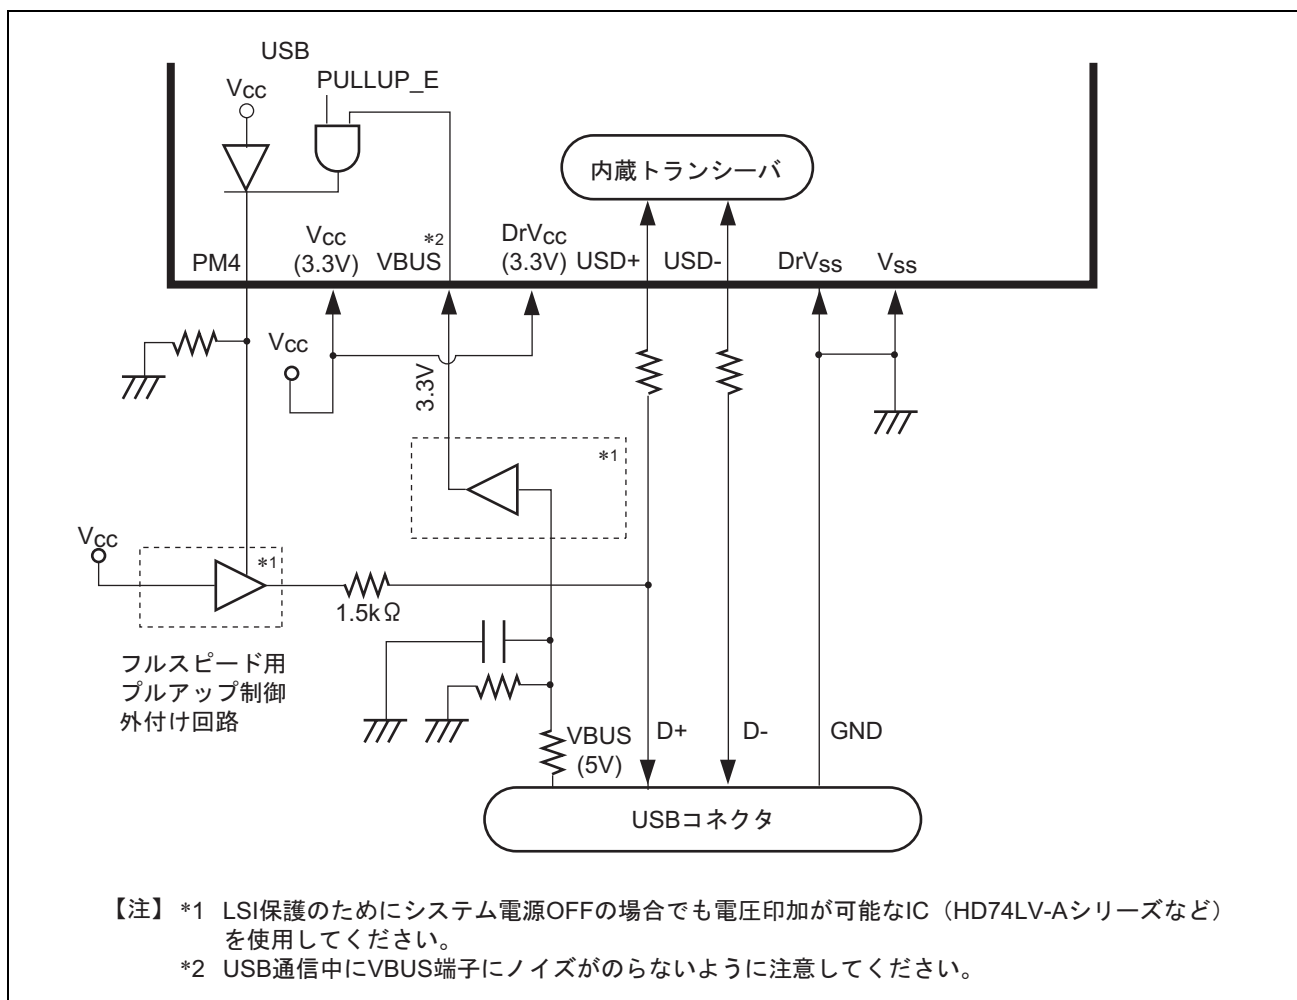 USB
Vcc
PULLUP_E
内蔵トランシーバ
PM4
Vcc
(3.3V)
*2
VBUS
DrVcc
(3.3V)
USD+
USD-
DrVss
Vss
Vcc
3.3V
*1
Vcc
*1
1.5kΩ
フルスピード用
プルアップ制御
外付け回路
VBUS
(5V)
D+
D-
GND
USBコネクタ
【注】 *1 LSI保護のためにシステム電源OFFの場合でも電圧印加が可能なIC（HD74LV-Aシリーズなど）
を使用してください。
*2 USB通信中にVBUS端子にノイズがのらないように注意してください。